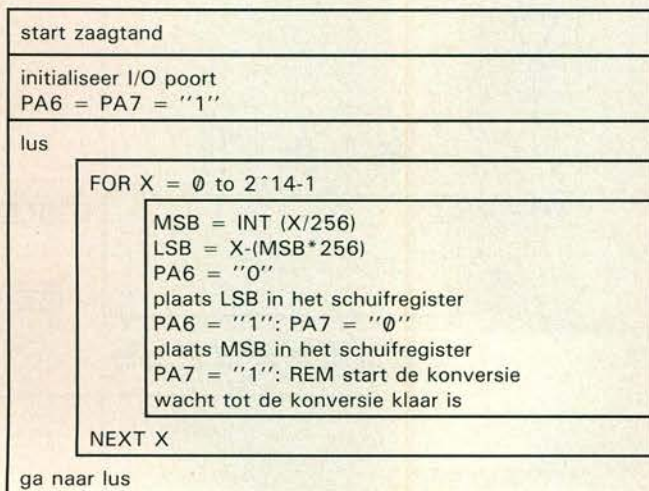 start zaagtand
initialiseer I/O poort
PA6 = PA7 = ''1''
lus
FOR X = 0 to 2^14-1
MSB = INT (X/256)
LSB = X-(MSB*256)
PA6 = ''0''
plaats LSB in het schuifregister
PA6 = ''1'': PA7 = ''0''
plaats MSB in het schuifregister
PA7 = ''1'': REM start de konversie
wacht tot de konversie klaar is
NEXT X
ga naar lus